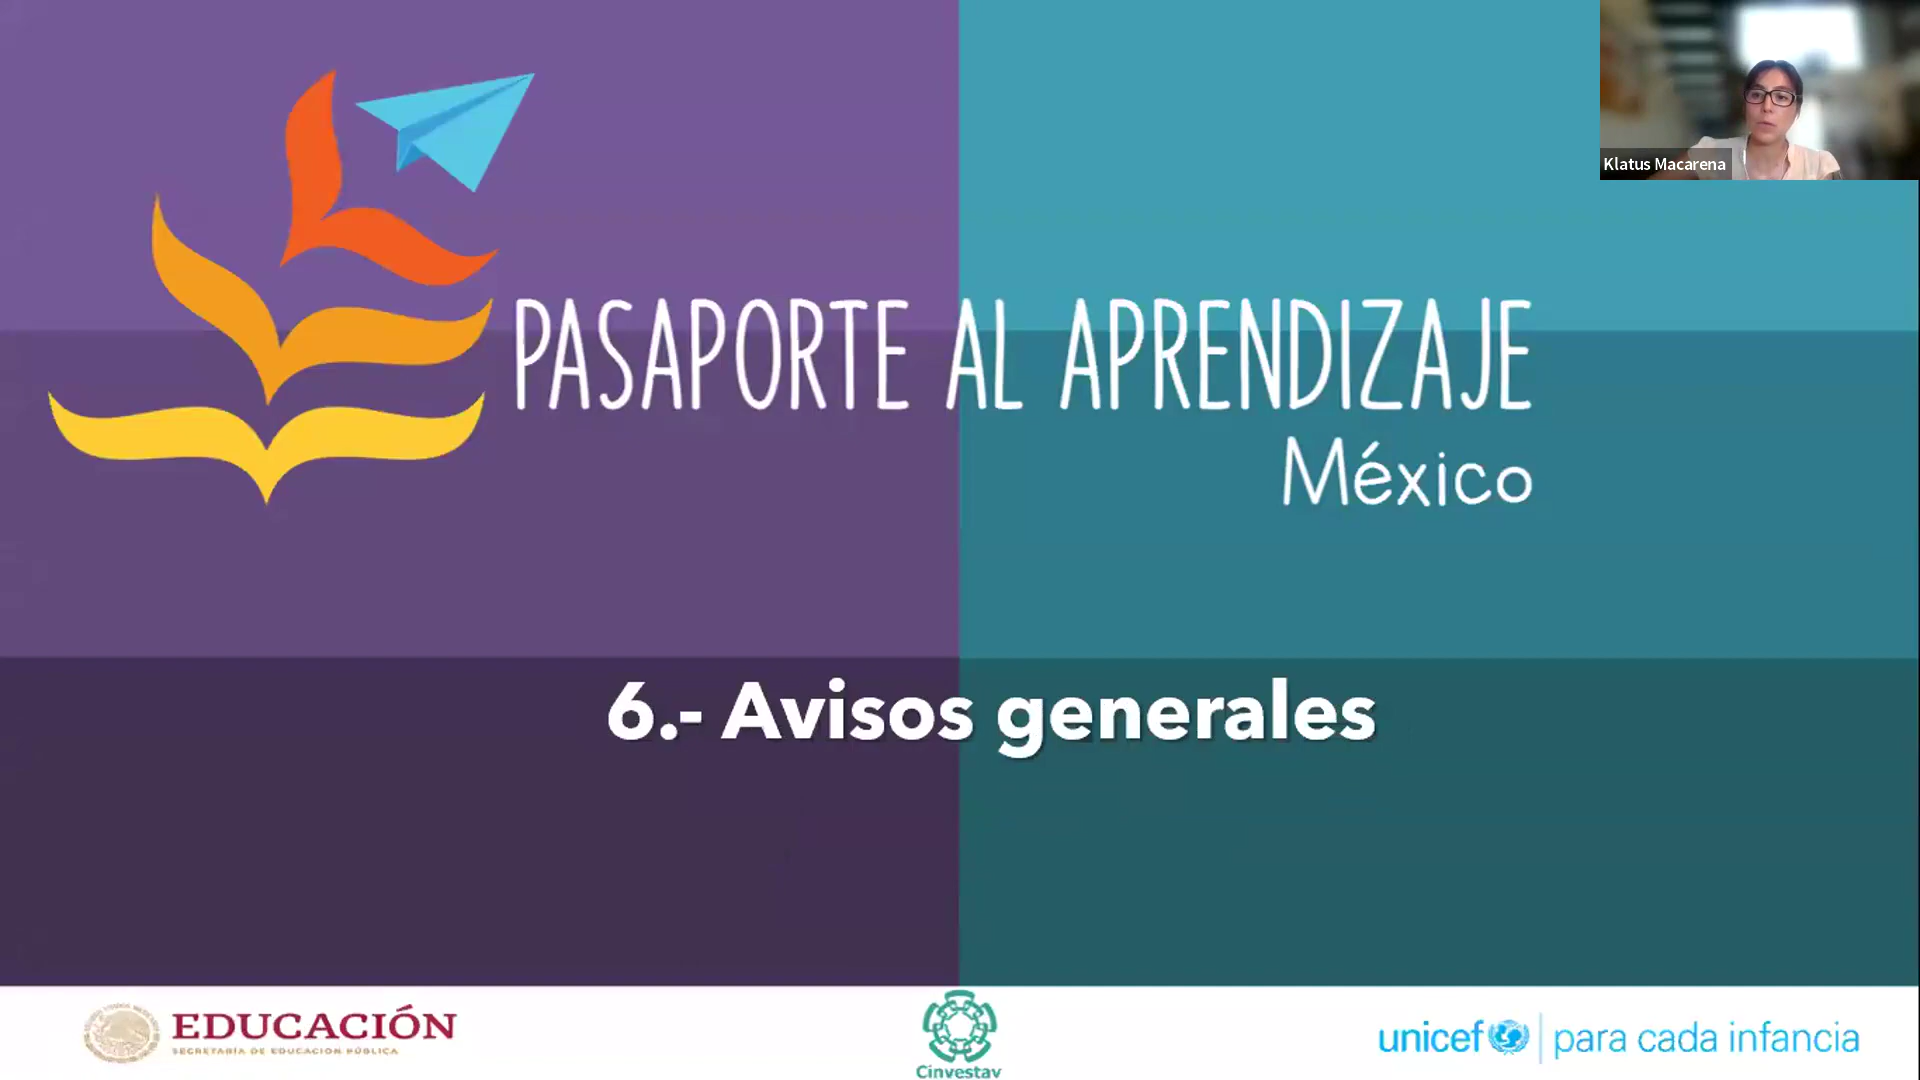 Klatus Macarena
PASAPORTE AL APRENDIZAJE
México
6.- Avisos generales
EDUCACIÓN
SECRETARÍA DE EDUCACIÓN PÚBLICA
Cinvestav
unicef para cada infancia